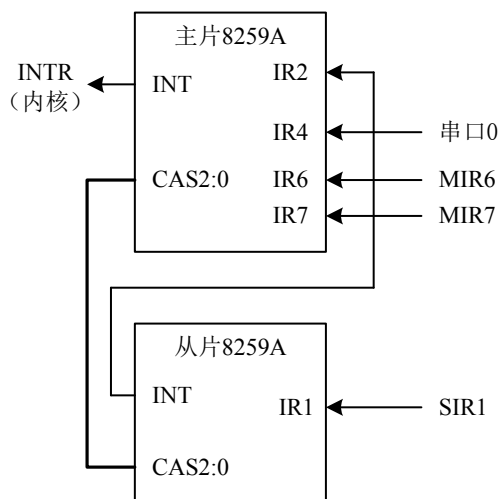 主片8259A
INTR
（内核）
INT
IR2
IR4
串口0
CAS2:0
IR6
MIR6
IR7
MIR7
从片8259A
INT
IR1
SIR1
CAS2:0